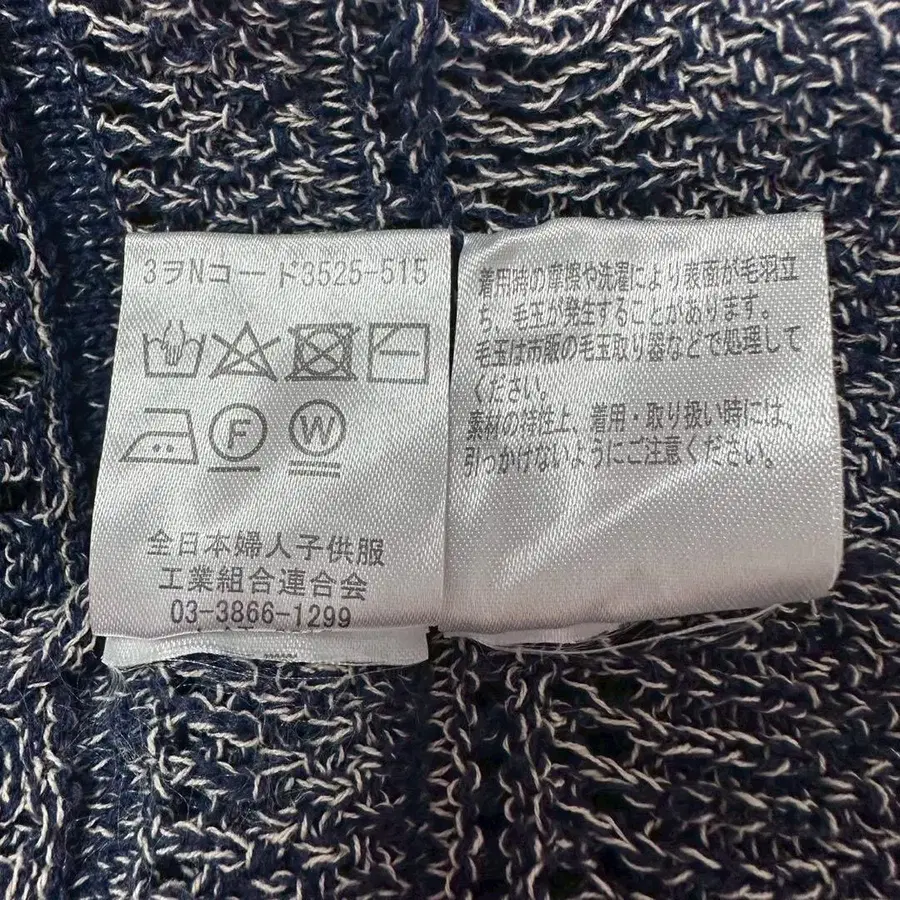 3ヲNコード3525-515
F
W
全日本婦人子供服
工業組合連合会
03-3866-1299
着用時の摩擦や洗濯により表面が毛羽立
ち、毛玉が発生することがあります。
毛玉は市販の毛玉取り器などで処理して
ください。
素材の特性上、着用・取り扱い時には、
引っかけないようにご注意ください。